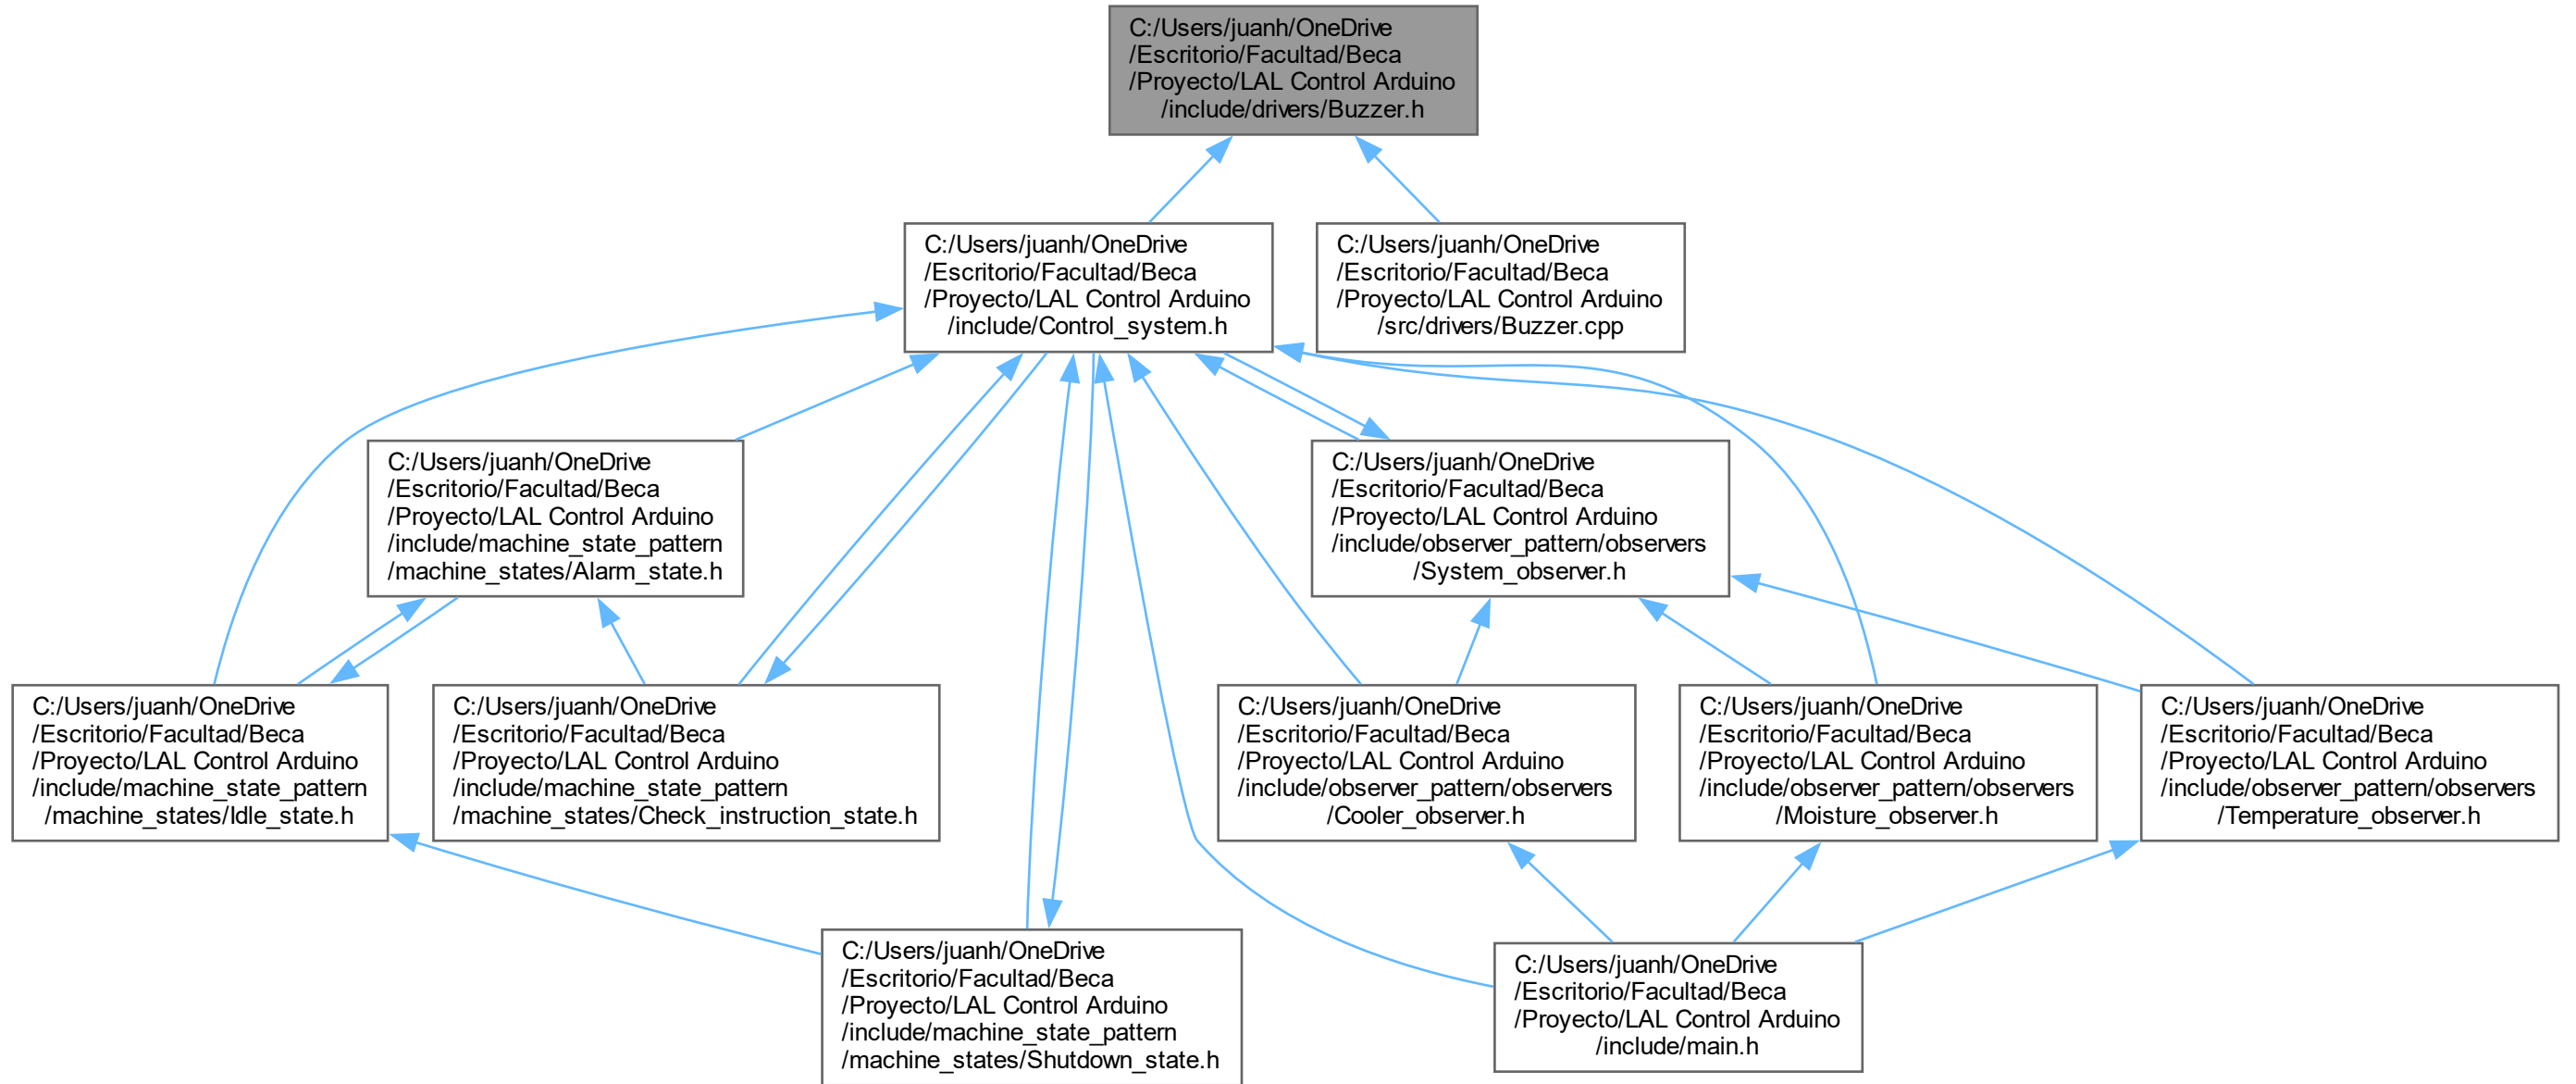 C:/Users/juanh/OneDrive
/Escritorio/Facultad/Beca
/Proyecto/LAL Control Arduino
/include/drivers/Buzzer.h
C:/Users/juanh/OneDrive
/Escritorio/Facultad/Beca
/Proyecto/LAL Control Arduino
/include/Control_system.h
C:/Users/juanh/OneDrive
/Escritorio/Facultad/Beca
/Proyecto/LAL Control Arduino
/src/drivers/Buzzer.cpp
C:/Users/juanh/OneDrive
/Escritorio/Facultad/Beca
/Proyecto/LAL Control Arduino
/include/machine_state_pattern
/machine_states/Alarm_state.h
C:/Users/juanh/OneDrive
/Escritorio/Facultad/Beca
/Proyecto/LAL Control Arduino
/include/observer_pattern/observers
/System_observer.h
C:/Users/juanh/OneDrive
/Escritorio/Facultad/Beca
/Proyecto/LAL Control Arduino
/include/machine_state_pattern
/machine_states/Idle_state.h
C:/Users/juanh/OneDrive
/Escritorio/Facultad/Beca
/Proyecto/LAL Control Arduino
/include/machine_state_pattern
/machine_states/Check_instruction_state.h
C:/Users/juanh/OneDrive
/Escritorio/Facultad/Beca
/Proyecto/LAL Control Arduino
/include/observer_pattern/observers
/Cooler_observer.h
C:/Users/juanh/OneDrive
/Escritorio/Facultad/Beca
/Proyecto/LAL Control Arduino
/include/observer_pattern/observers
/Moisture_observer.h
C:/Users/juanh/OneDrive
/Escritorio/Facultad/Beca
/Proyecto/LAL Control Arduino
/include/observer_pattern/observers
/Temperature_observer.h
C:/Users/juanh/OneDrive
/Escritorio/Facultad/Beca
/Proyecto/LAL Control Arduino
/include/machine_state_pattern
/machine_states/Shutdown_state.h
C:/Users/juanh/OneDrive
/Escritorio/Facultad/Beca
/Proyecto/LAL Control Arduino
/include/main.h